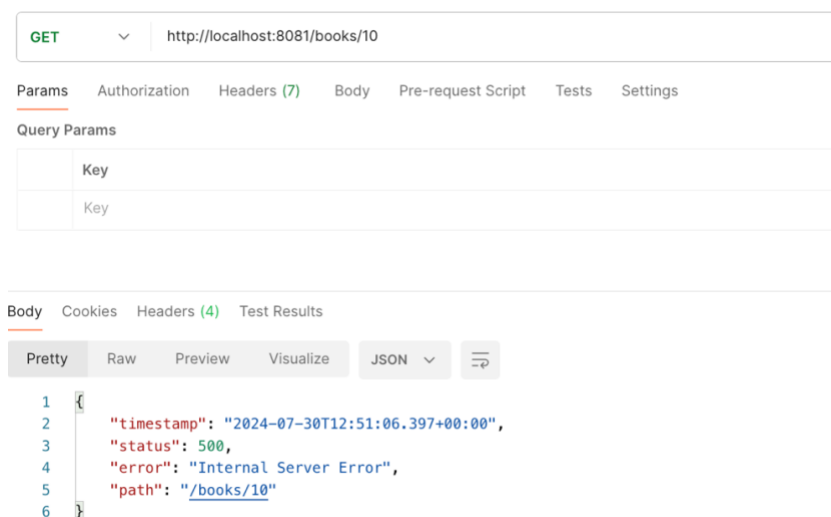 GET http://localhost:8081/books/10
Params Authorization Headers (7) Body Pre-request Script Tests Settings
Query Params
Key
Key
Body Cookies Headers (4) Test Results
Pretty Raw Preview Visualize JSON
1 {
2 "timestamp": "2024-07-30T12:51:06.397+00:00",
3 "status": 500,
4 "error": "Internal Server Error",
5 "path": "/books/10"
6 }